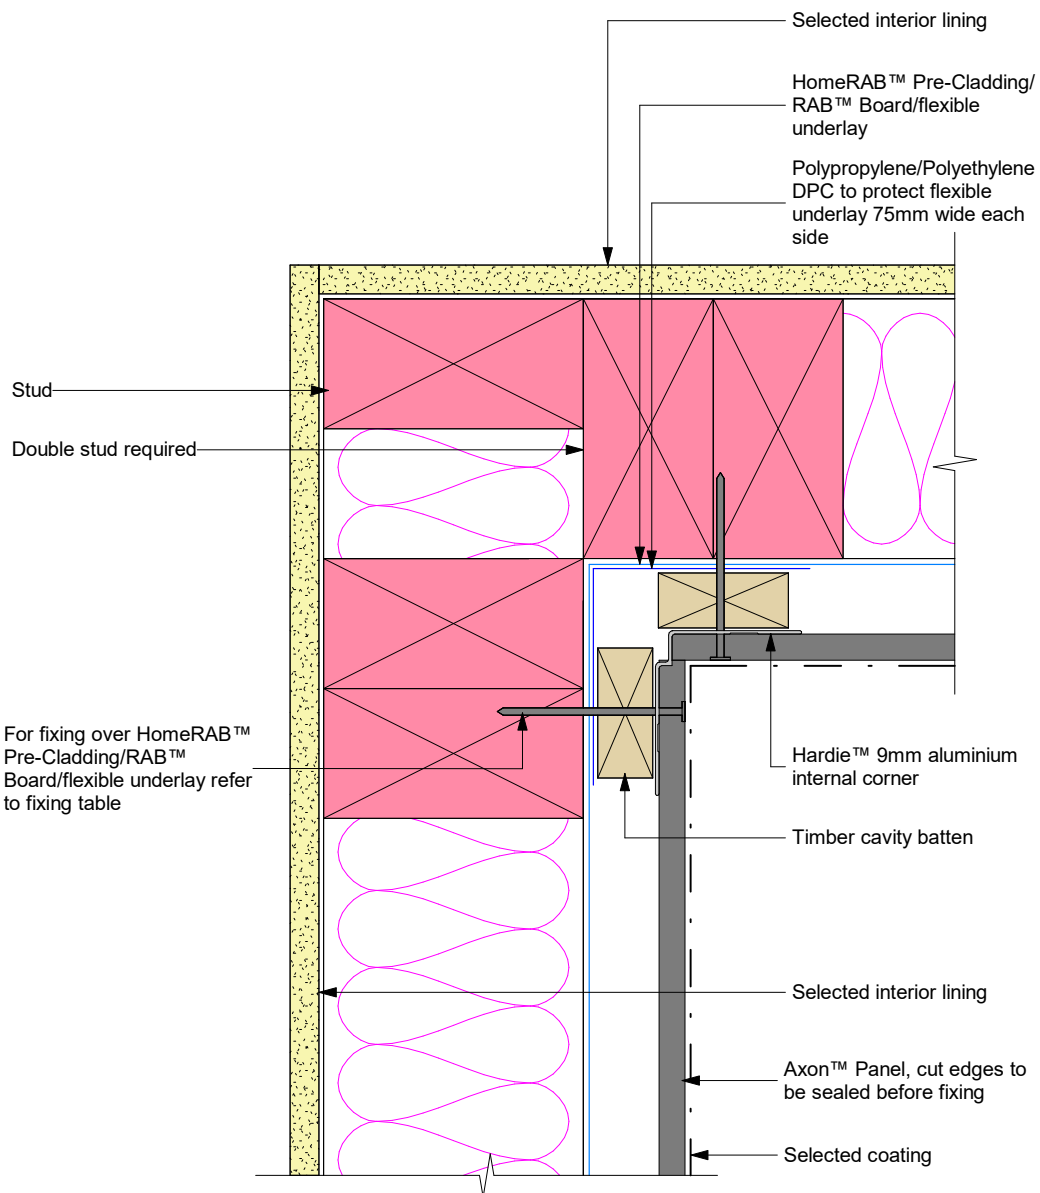 Selected interior lining
HomeRAB™ Pre-Cladding/
RAB™ Board/flexible
underlay
Polypropylene/Polyethylene
DPC to protect flexible
underlay 75mm wide each
side
Stud
Double stud required
For fixing over HomeRAB™
Pre-Cladding/RAB™
Board/flexible underlay refer
to fixing table
Hardie™ 9mm aluminium
internal corner
Timber cavity batten
Selected interior lining
Axon™ Panel, cut edges to
be sealed before fixing
Selected coating